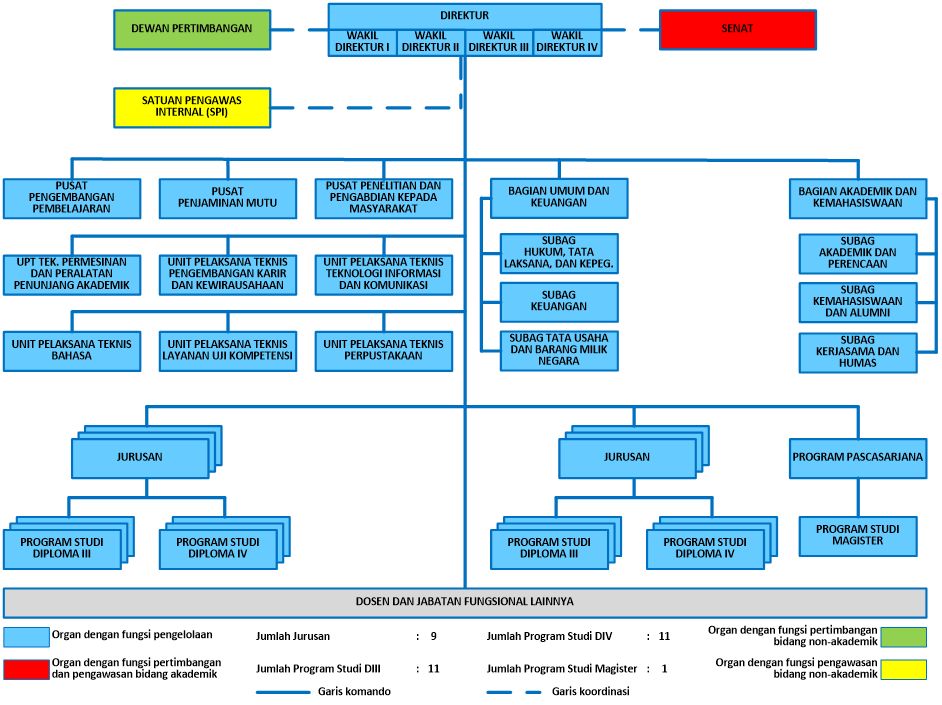 DIREKTUR
DEWAN PERTIMBANGAN
SENAT
WAKIL
DIREKTUR I
WAKIL
DIREKTUR II
WAKIL
DIREKTUR III
WAKIL
DIREKTUR IV
SATUAN PENGAWAS
INTERNAL (SPI)
PUSAT
PENGEMBANGAN
PEMBELAJARAN
PUSAT
PENJAMINAN MUTU
PUSAT PENELITIAN DAN
PENGABDIAN KEPADA
MASYARAKAT
BAGIAN UMUM DAN
KEUANGAN
BAGIAN AKADEMIK DAN
KEMAHASISWAAN
UPT TEK. PERMESINAN
DAN PERALATAN
PENUNJANG AKADEMIK
UNIT PELAKSANA TEKNIS
PENGEMBANGAN KARIR
DAN KEWIRAUSAHAAN
UNIT PELAKSANA TEKNIS
TEKNOLOGI INFORMASI
DAN KOMUNIKASI
SUBAG
HUKUM, TATA
LAKSANA, DAN KEPEG.
SUBAG
AKADEMIK DAN
PERENCAAN
SUBAG
KEUANGAN
SUBAG
KEMAHASISWAAN
DAN ALUMNI
UNIT PELAKSANA TEKNIS
BAHASA
UNIT PELAKSANA TEKNIS
LAYANAN UJI KOMPETENSI
UNIT PELAKSANA TEKNIS
PERPUSTAKAAN
SUBAG TATA USAHA
DAN BARANG MILIK
NEGARA
SUBAG
KERJASAMA DAN
HUMAS
JURUSAN
JURUSAN
PROGRAM PASCASARJANA
PROGRAM STUDI
DIPLOMA III
PROGRAM STUDI
DIPLOMA IV
PROGRAM STUDI
DIPLOMA III
PROGRAM STUDI
DIPLOMA IV
PROGRAM STUDI
MAGISTER
DOSEN DAN JABATAN FUNGSIONAL LAINNYA
Organ dengan fungsi pengelolaan
Jumlah Jurusan : 9
Jumlah Program Studi DIV : 11
Organ dengan fungsi pertimbangan
bidang non-akademik
Organ dengan fungsi pertimbangan
dan pengawasan bidang akademik
Jumlah Program Studi DIII : 11
Jumlah Program Studi Magister : 1
Organ dengan fungsi pengawasan
bidang non-akademik
Garis komando
Garis koordinasi